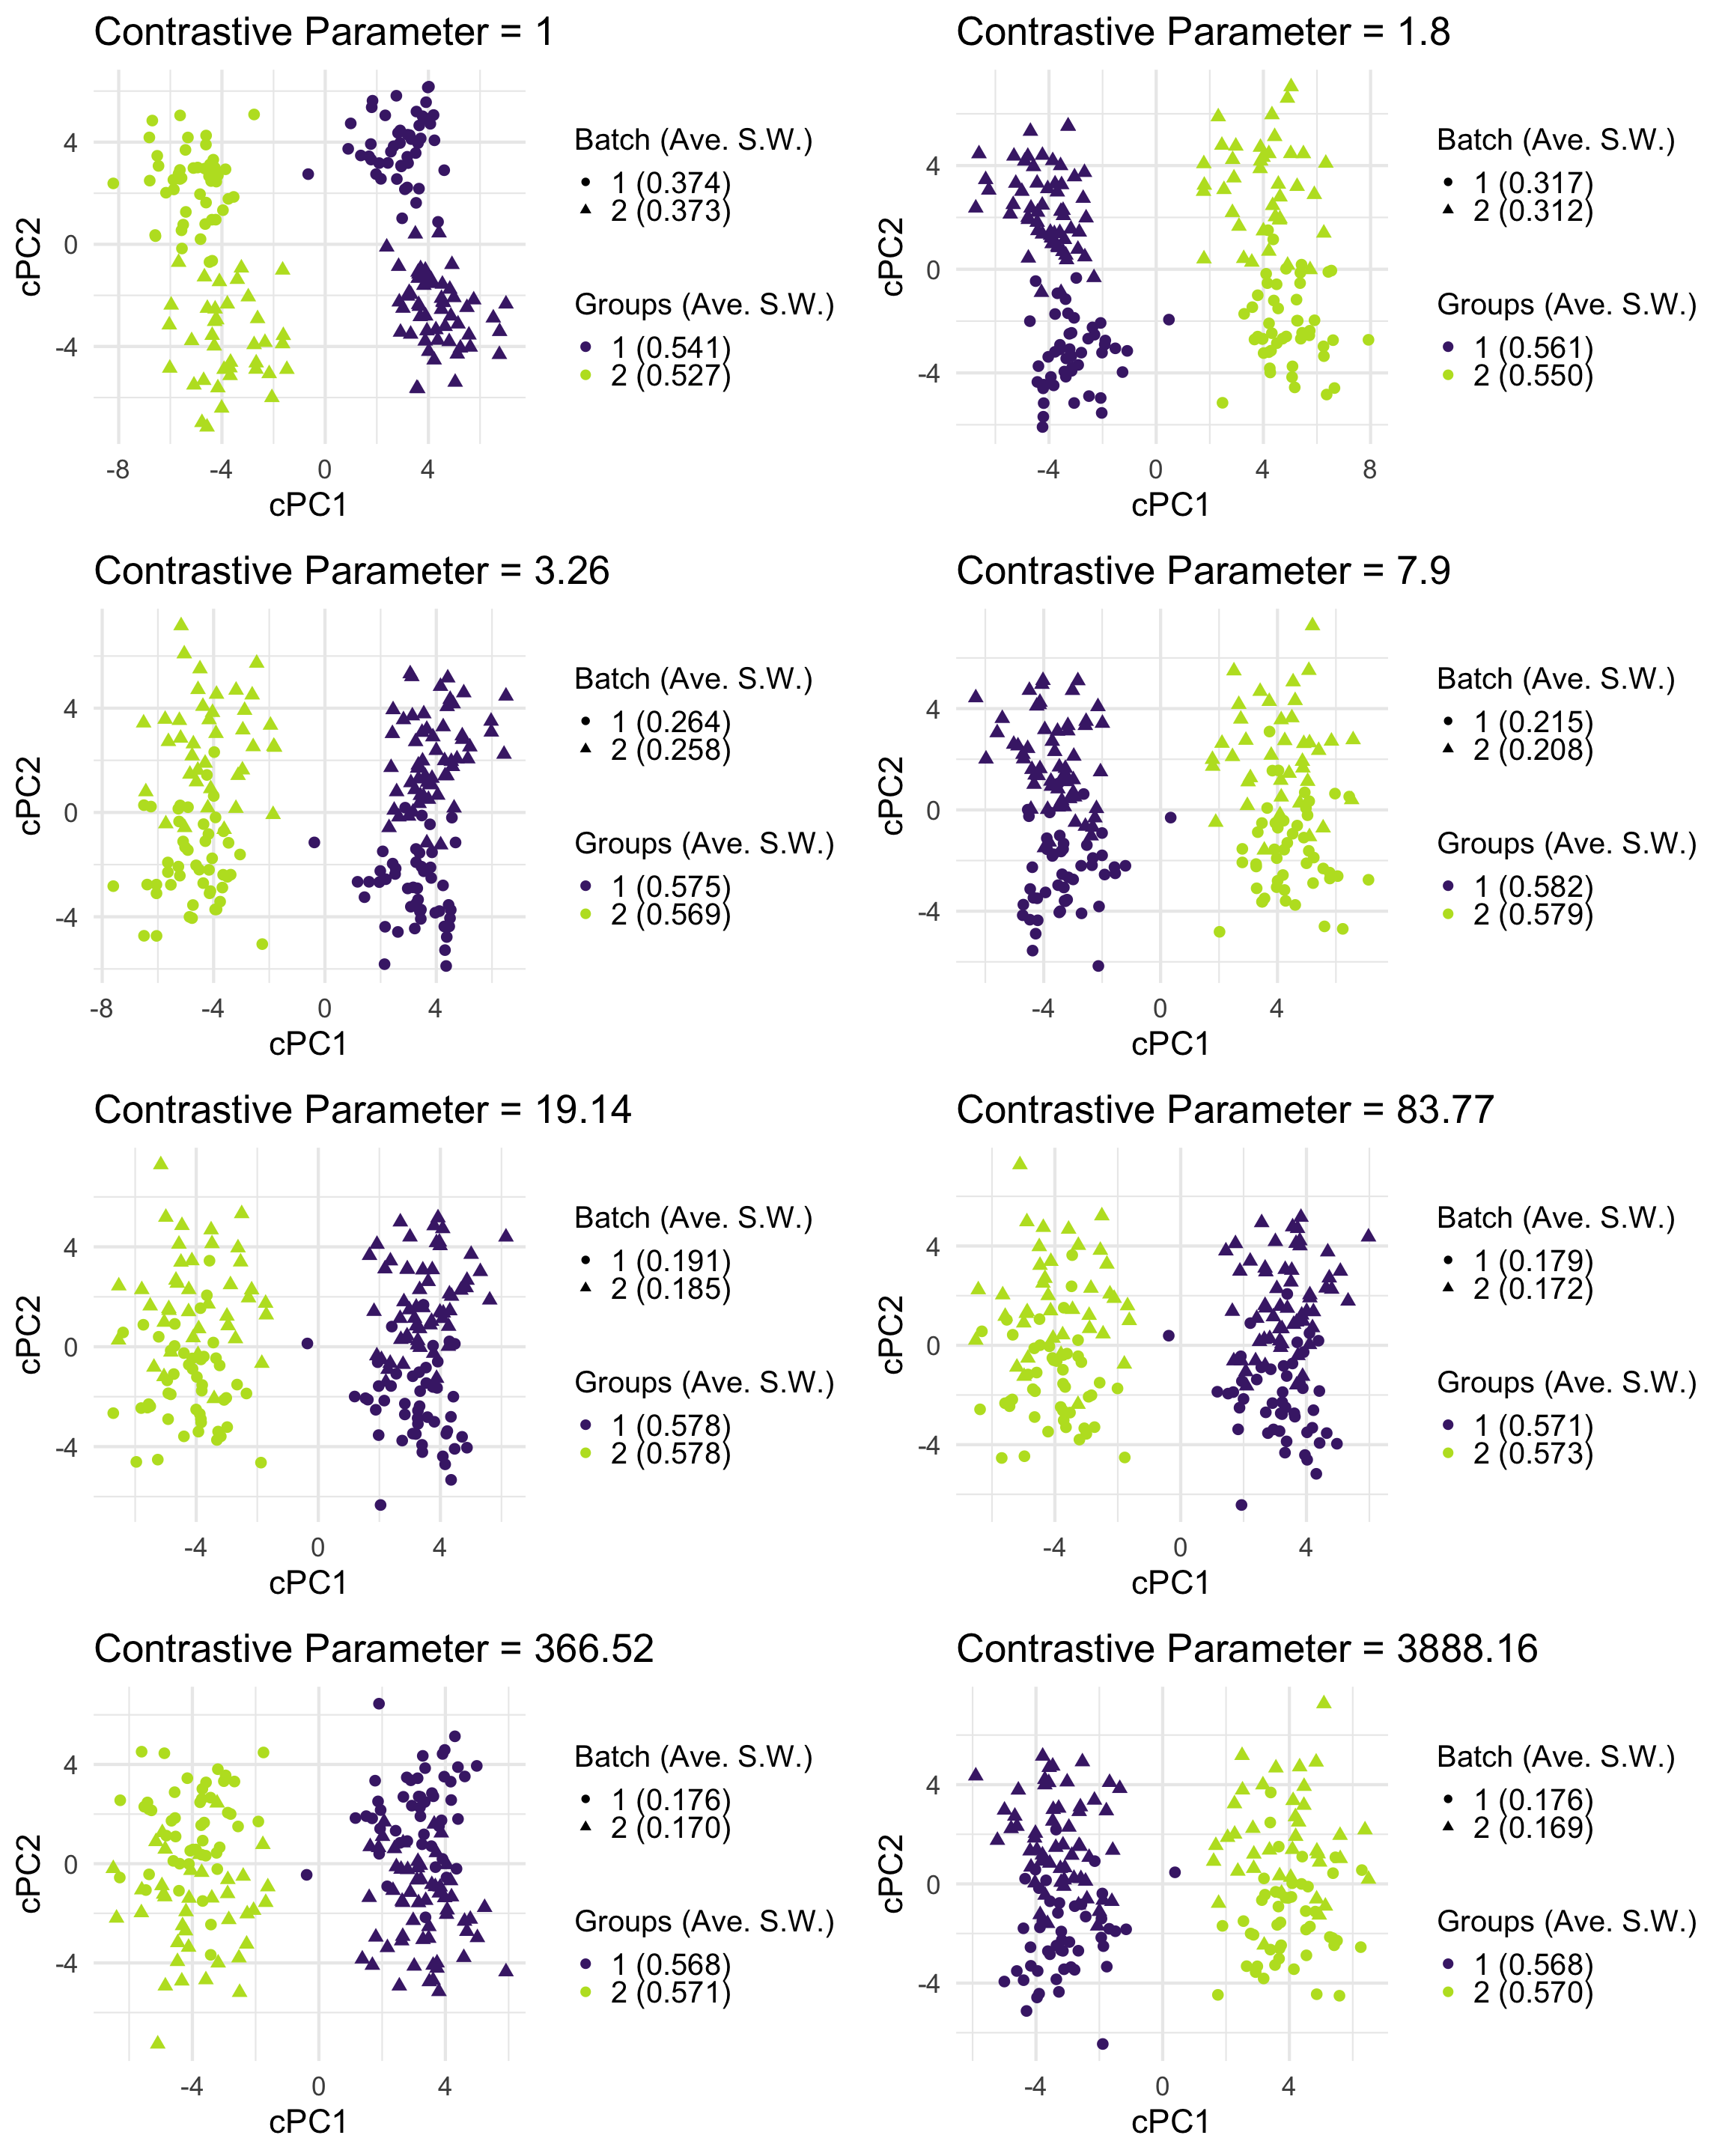 Contrastive Parameter = 1
cPC2
4
0
-4
-8
-4
0
4
cPC1
Batch (Ave. S.W.)
1 (0.374)
2 (0.373)
Groups (Ave. S.W.)
1 (0.541)
2 (0.527)
Contrastive Parameter = 1.8
cPC2
4
0
-4
-4
0
4
8
cPC1
Batch (Ave. S.W.)
1 (0.317)
2 (0.312)
Groups (Ave. S.W.)
1 (0.561)
2 (0.550)
Contrastive Parameter = 3.26
cPC2
4
0
-4
-8
-4
0
4
cPC1
Batch (Ave. S.W.)
1 (0.264)
2 (0.258)
Groups (Ave. S.W.)
1 (0.575)
2 (0.569)
Contrastive Parameter = 7.9
cPC2
4
0
-4
-4
0
4
cPC1
Batch (Ave. S.W.)
1 (0.215)
2 (0.208)
Groups (Ave. S.W.)
1 (0.582)
2 (0.579)
Contrastive Parameter = 19.14
cPC2
4
0
-4
-4
0
4
cPC1
Batch (Ave. S.W.)
1 (0.191)
2 (0.185)
Groups (Ave. S.W.)
1 (0.578)
2 (0.578)
Contrastive Parameter = 83.77
cPC2
4
0
-4
-4
0
4
cPC1
Batch (Ave. S.W.)
1 (0.179)
2 (0.172)
Groups (Ave. S.W.)
1 (0.571)
2 (0.573)
Contrastive Parameter = 366.52
cPC2
4
0
-4
-4
0
4
cPC1
Batch (Ave. S.W.)
1 (0.176)
2 (0.170)
Groups (Ave. S.W.)
1 (0.568)
2 (0.571)
Contrastive Parameter = 3888.16
cPC2
4
0
-4
-4
0
4
cPC1
Batch (Ave. S.W.)
1 (0.176)
2 (0.169)
Groups (Ave. S.W.)
1 (0.568)
2 (0.570)